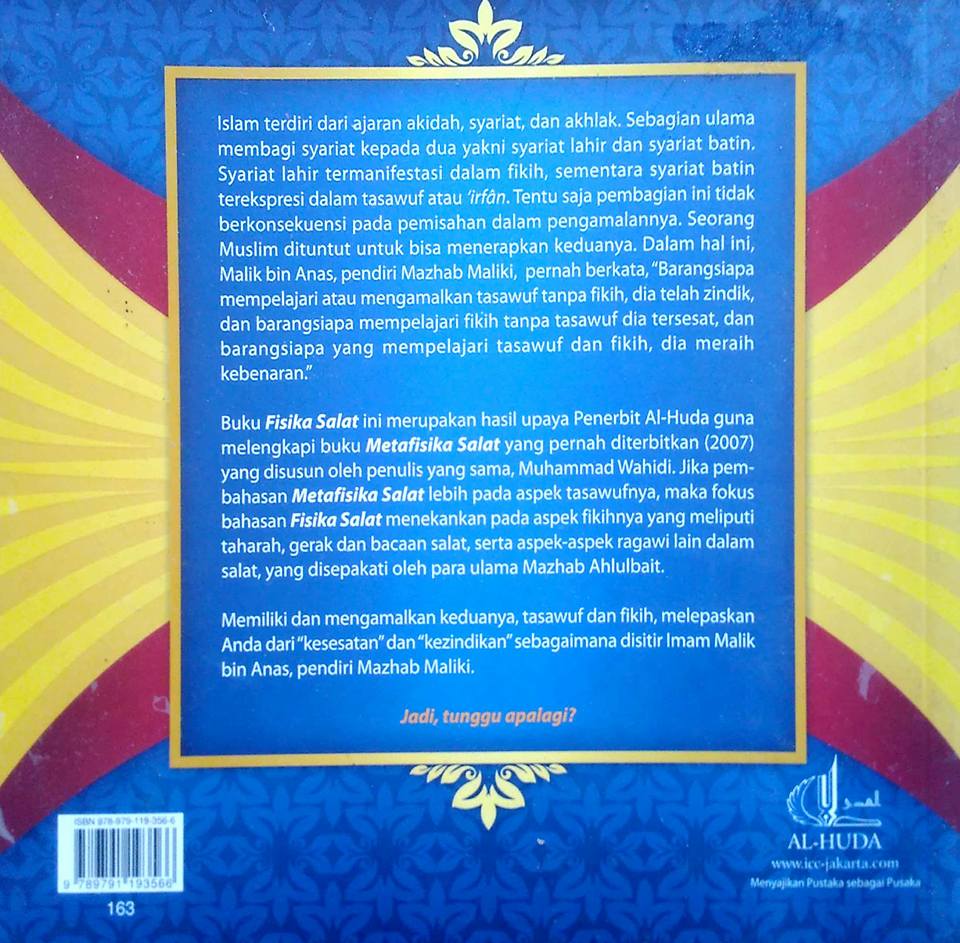 Islam terdiri dari ajaran akidah, syariat, dan akhlak. Sebagian ulama
membagi syariat kepada dua yakni syariat lahir dan syariat batin.
Syariat lahir termanifestasi dalam fikih, sementara syariat batin
terekspresi dalam tasawuf atau ‘irfân. Tentu saja pembagian ini tidak
berkonsekuensi pada pemisahan dalam pengamalannya. Seorang
Muslim dituntut untuk bisa menerapkan keduanya. Dalam hal ini,
Malik bin Anas, pendiri Mazhab Maliki, pernah berkata, “Barangsiapa
mempelajari atau mengamalkan tasawuf tanpa fikih, dia telah zindik,
dan barangsiapa mempelajari fikih tanpa tasawuf dia tersesat, dan
barangsiapa yang mempelajari tasawuf dan fikih, dia meraih
kebenaran.”
Buku Fisika Salat ini merupakan hasil upaya Penerbit Al-Huda guna
melengkapi buku Metafisika Salat yang pernah diterbitkan (2007)
yang disusun oleh penulis yang sama, Muhammad Wahidi. Jika pem-
bahasan Metafisika Salat lebih pada aspek tasawufnya, maka fokus
bahasan Fisika Salat menekankan pada aspek fikihnya yang meliputi
taharah, gerak dan bacaan salat, serta aspek-aspek ragawi lain dalam
salat, yang disepakati oleh para ulama Mazhab Ahlulbait.
Memiliki dan mengamalkan keduanya, tasawuf dan fikih, melepaskan
Anda dari “kesesatan” dan “kezindikan” sebagaimana disitir Imam Malik
bin Anas, pendiri Mazhab Maliki.
Jadi, tunggu apalagi?
ISBN 978-979-119-356-6
9 789791 193566
163
AL-HUDA
www.icc-jakarta.com
Menyajikan Pustaka sebagai Pusaka